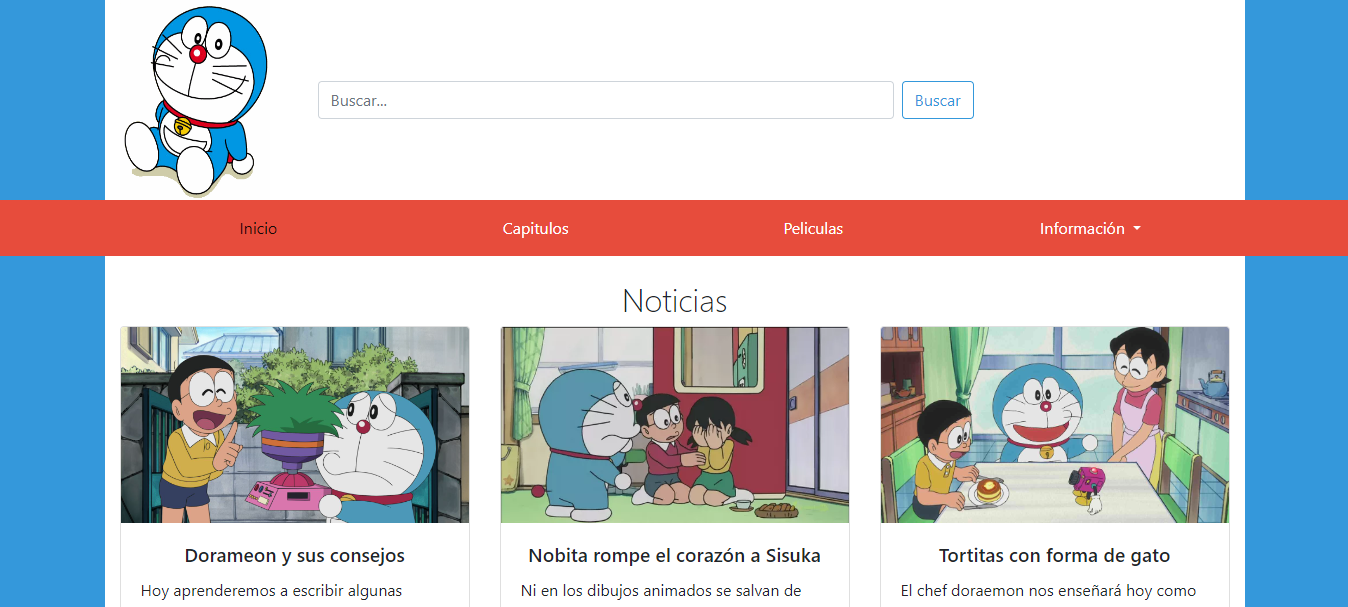 Buscar...
Buscar
Inicio
Capitulos
Peliculas
Información
Noticias
Dorameon y sus consejos
Nobita rompe el corazón a Sisuka
Tortitas con forma de gato
Hoy aprenderemos a escribir algunas
Ni en los dibujos animados se salvan de
El chef doraemon nos enseñará hoy como